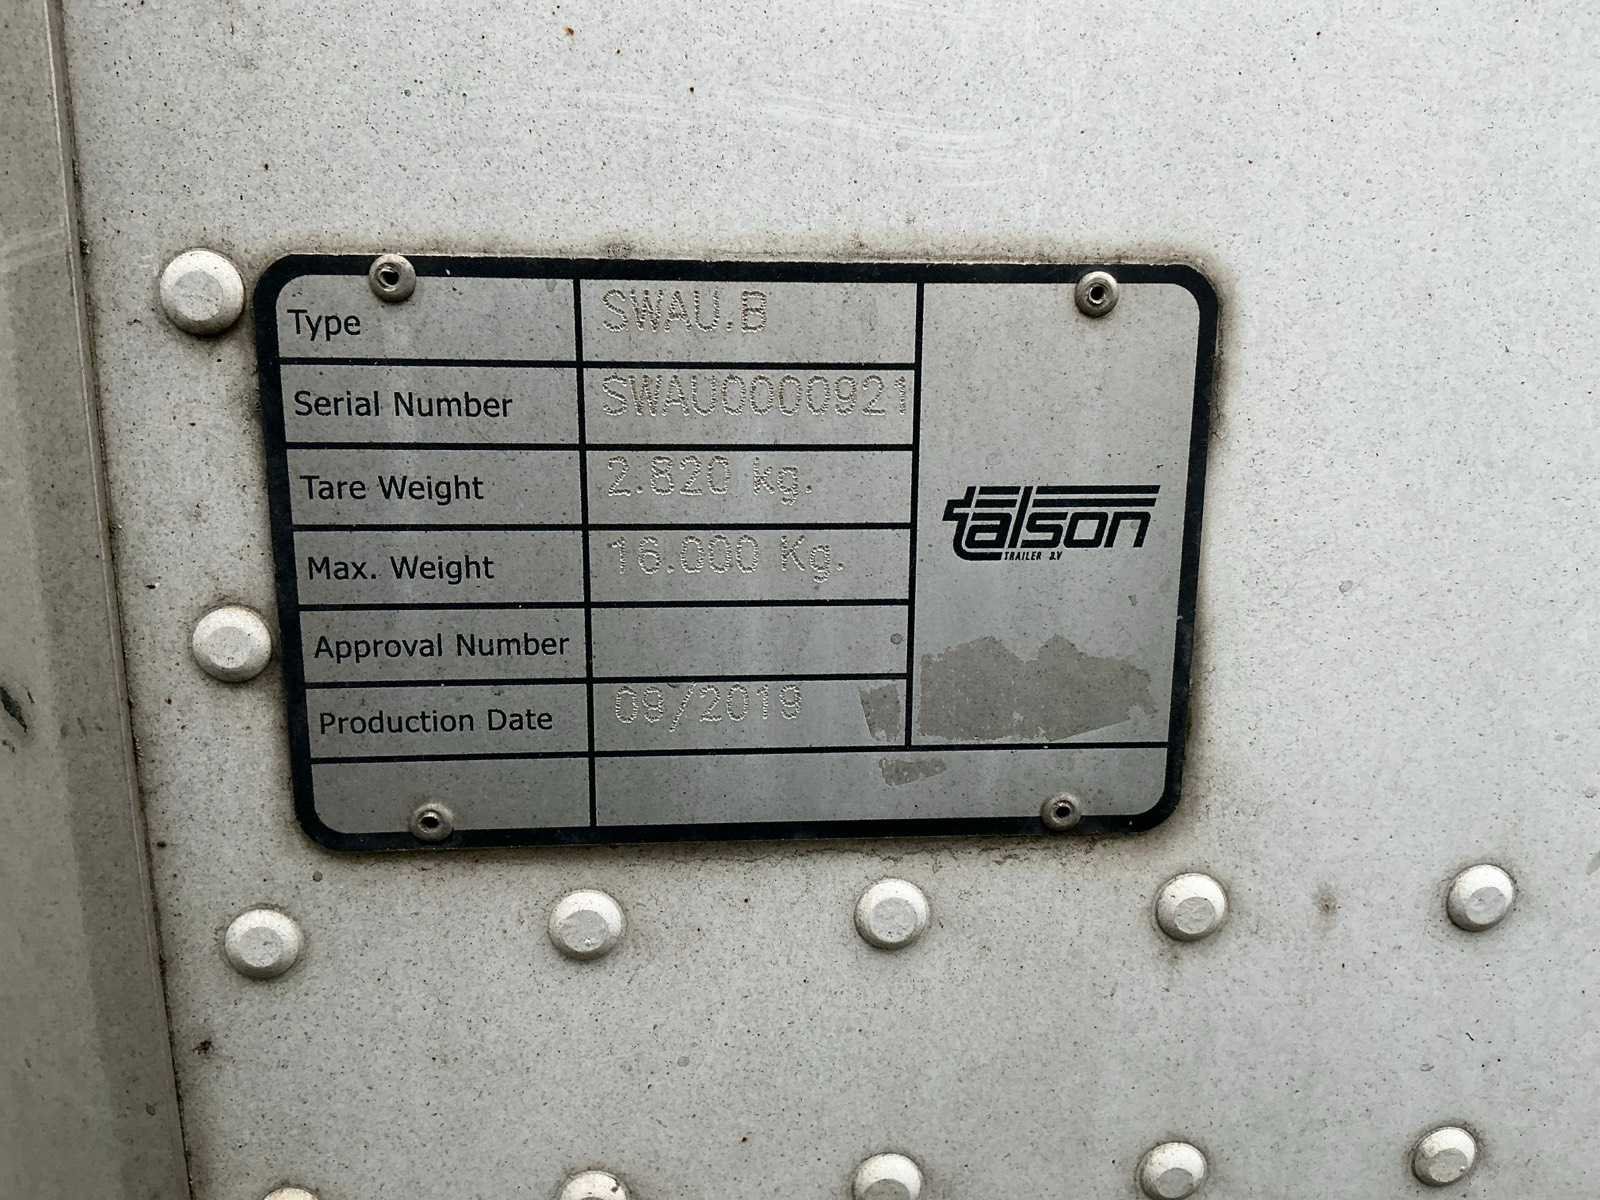 Type SWAU.B
Serial Number SWAU0000921
Tare Weight 2.820 kg.
Max. Weight 16.000 Kg.
Approval Number
Production Date 09/2019
talson
TRAILER B.V